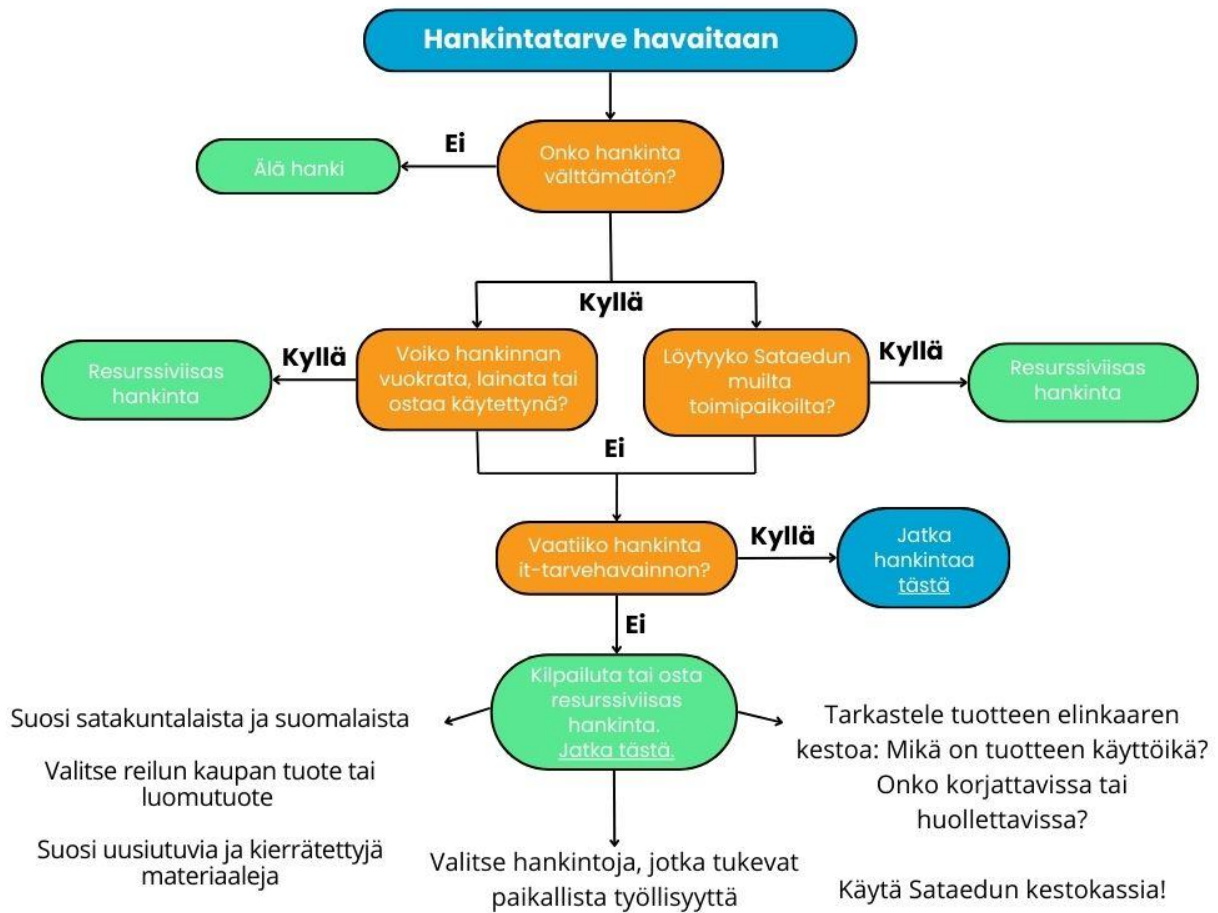 Hankintatarve havaitaan
Ei
Älä hanki
Onko hankinta
välttämätön?
Kyllä
Kyllä
Resurssiviisas
hankinta
Voiko hankinnan
vuokrata, lainata tai
ostaa käytettynä?
Löytyyko Sataedun
muilta
toimipaikoilta?
Kyllä
Resurssiviisas
hankinta
Ei
Vaatiiko hankinta
it-tarvehavainnon?
Kyllä
Jatka
hankintaa
tästä
Ei
Kilpailuta tai osta
resurssiviisas
hankinta.
Jatka tästä.
Suosi satakuntalaista ja suomalaista
Valitse reilun kaupan tuote tai
luomutuote
Suosi uusiutuvia ja kierrätettyjä
materiaaleja
Valitse hankintoja, jotka tukevat
paikallista työllisyyttä
Tarkastele tuotteen elinkaaren
kestoa: Mikä on tuotteen käyttöikä?
Onko korjattavissa tai
huollettavissa?
Käytä Sataedun kestokassia!